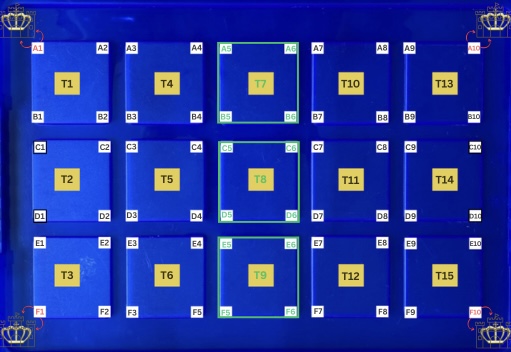 A1 A2 A3 A4 A5 A6 A7 A8 A9 A10
T1 T4 T7 T10 T13
B1 B2 B3 B4 B5 B6 B7 B8 B9 B10
C1 C2 C3 C4 C5 C6 C7 C8 C9 C10
T2 T5 T8 T11 T14
D1 D2 D3 D4 D5 D6 D7 D8 D9 D10
E1 E2 E3 E4 E5 E6 E7 E8 E9 E10
T3 T6 T9 T12 T15
F1 F2 F3 F5 F5 F6 F7 F8 F9 F10